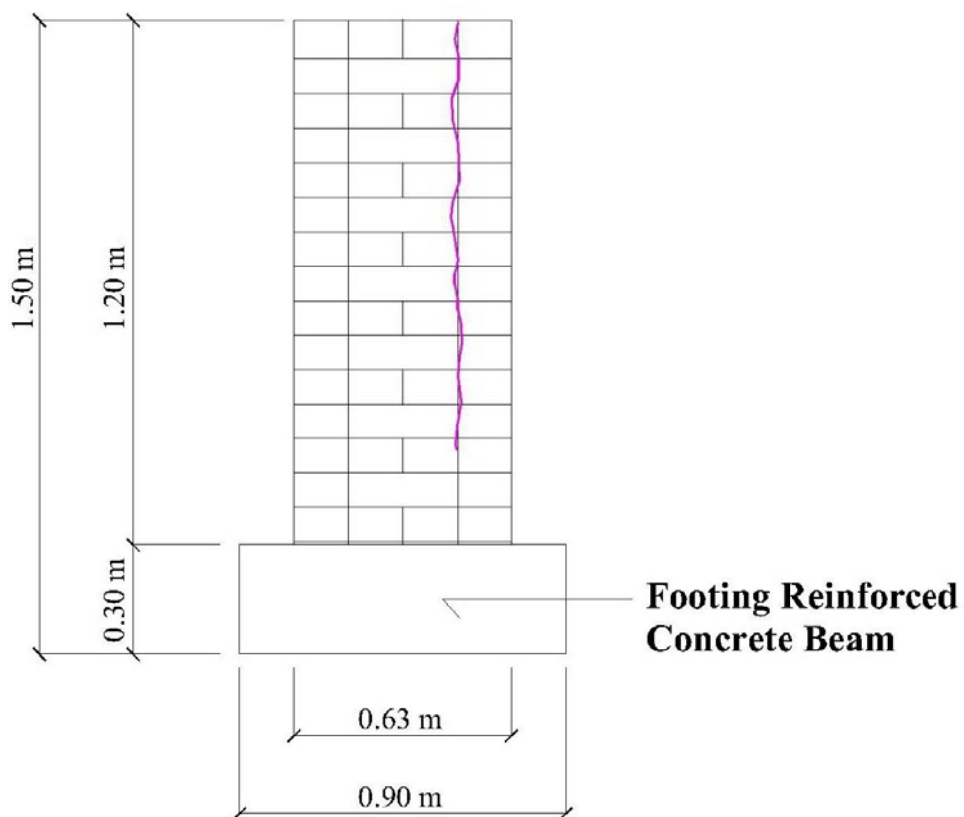 1.50 m
1.20 m
0.30 m
Footing Reinforced
Concrete Beam
0.63 m
0.90 m